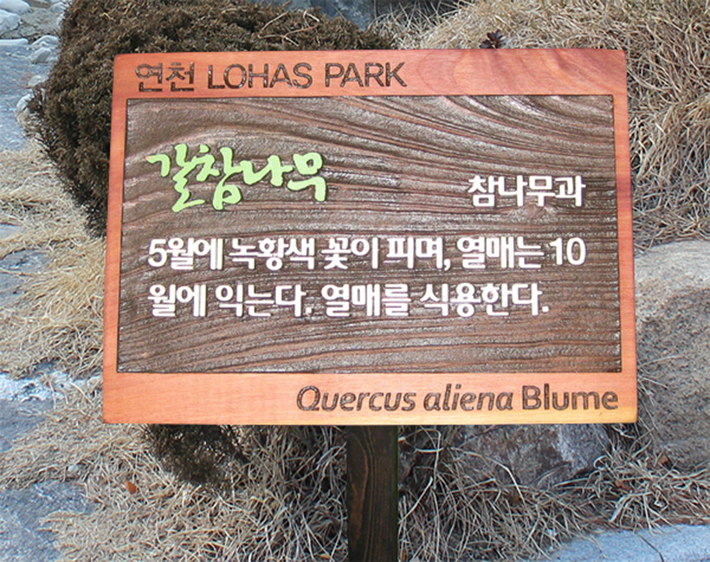 연천 LOHAS PARK
갈참나무
참나무과
5월에 녹황색 꽃이 피며, 열매는 10
월에 익는다. 열매를 식용한다.
Quercus aliena Blume